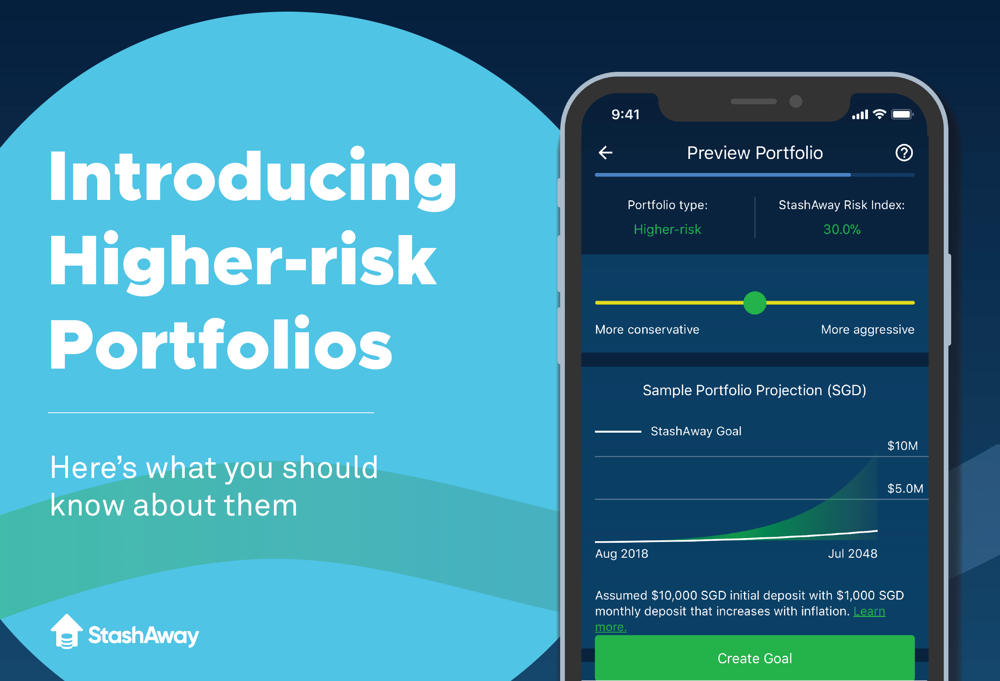 Introducing
Higher-risk
Portfolios
Here's what you should
know about them
StashAway
9:41
Preview Portfolio
Portfolio type:
Higher-risk
StashAway Risk Index:
30.0%
More conservative
More aggressive
Sample Portfolio Projection (SGD)
StashAway Goal
$10M
$5.0M
Aug 2018
Jul 2048
Assumed $10,000 SGD initial deposit with $1,000 SGD
monthly deposit that increases with inflation. Learn
more.
Create Goal